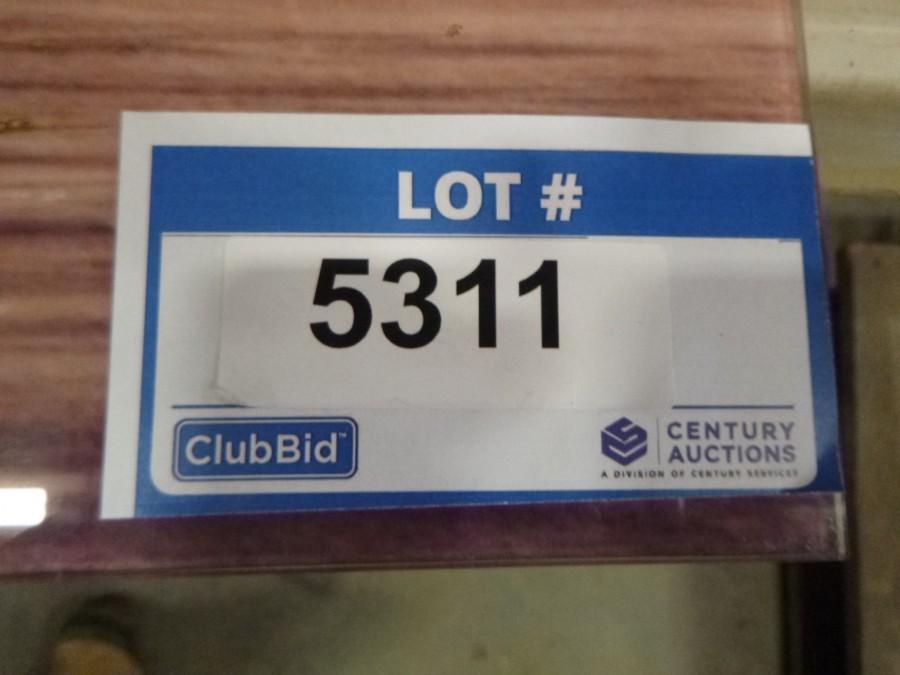 LOT #
5311
ClubBid™
CENTURY
AUCTIONS
A DIVISION OF CENTURY SERVICES